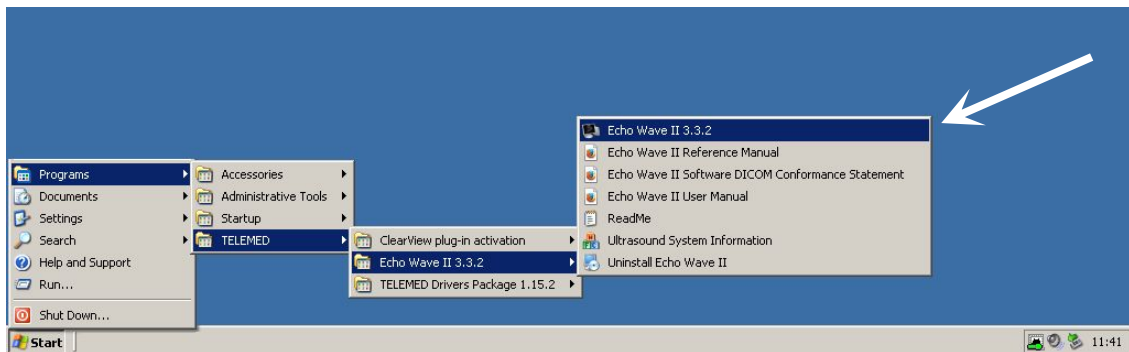 Programs
Documents
Settings
Search
Help and Support
Run...
Shut Down...
Accessories
Administrative Tools
Startup
TELEMED
ClearView plug-in activation
Echo Wave II 3.3.2
TELEMED Drivers Package 1.15.2
Echo Wave II 3.3.2
Echo Wave II Reference Manual
Echo Wave II Software DICOM Conformance Statement
Echo Wave II User Manual
ReadMe
Ultrasound System Information
Uninstall Echo Wave II
Start
11:41